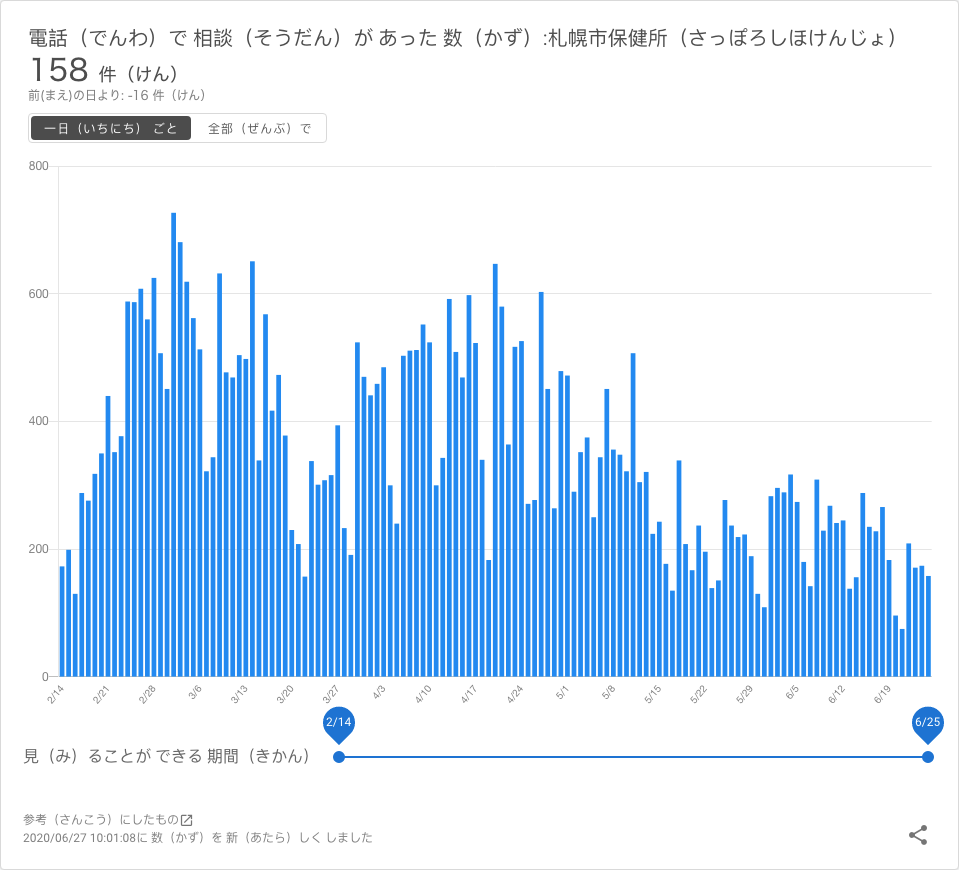 電話（でんわ）で 相談（そうだん）が あった 数（かず）:札幌市保健所（さっぽろしほけんじょ）
158 件（けん）
前(まえ)の日より: -16 件（けん）
一日（いちにち） ごと 全部（ぜんぶ）で
800
600
400
200
0
2/14 2/21 2/28 3/6 3/13 3/20 3/27 4/3 4/10 4/17 4/24 5/1 5/8 5/15 5/22 5/29 6/5 6/12 6/19
2/14 6/25
見（み）ることが できる 期間（きかん）
参考（さんこう）にしたもの
2020/06/27 10:01:08に 数（かず）を 新（あたら）しく しました